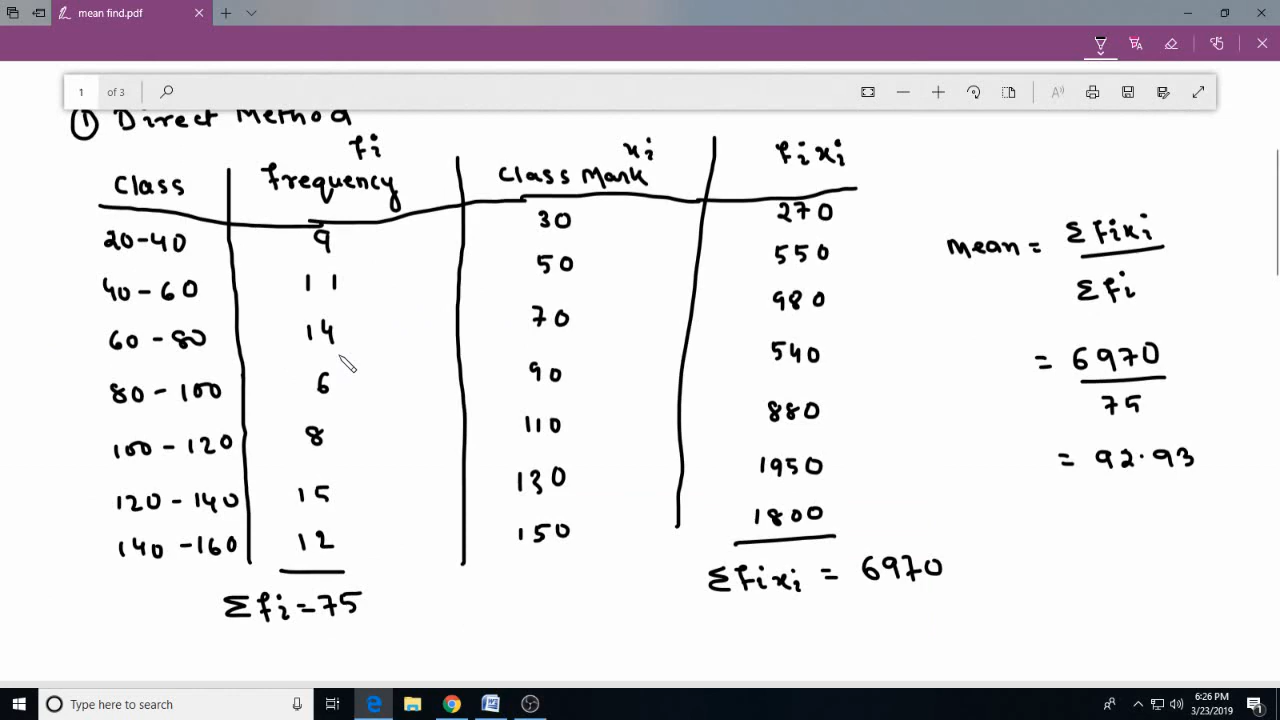 mean find.pdf
1 of 3
① Direct Method
Class Frequency fi Class Mark xi fixi
20-40 9 30 270
40-60 11 50 550
60-80 14 70 980
80-100 6 90 540
100-120 8 110 880
120-140 15 130 1950
140-160 12 150 1800
Σfi=75 Σfixi = 6970
mean = Σfixi / Σfi
= 6970 / 75
= 92.93
Type here to search
6:26 PM
3/23/2019
1